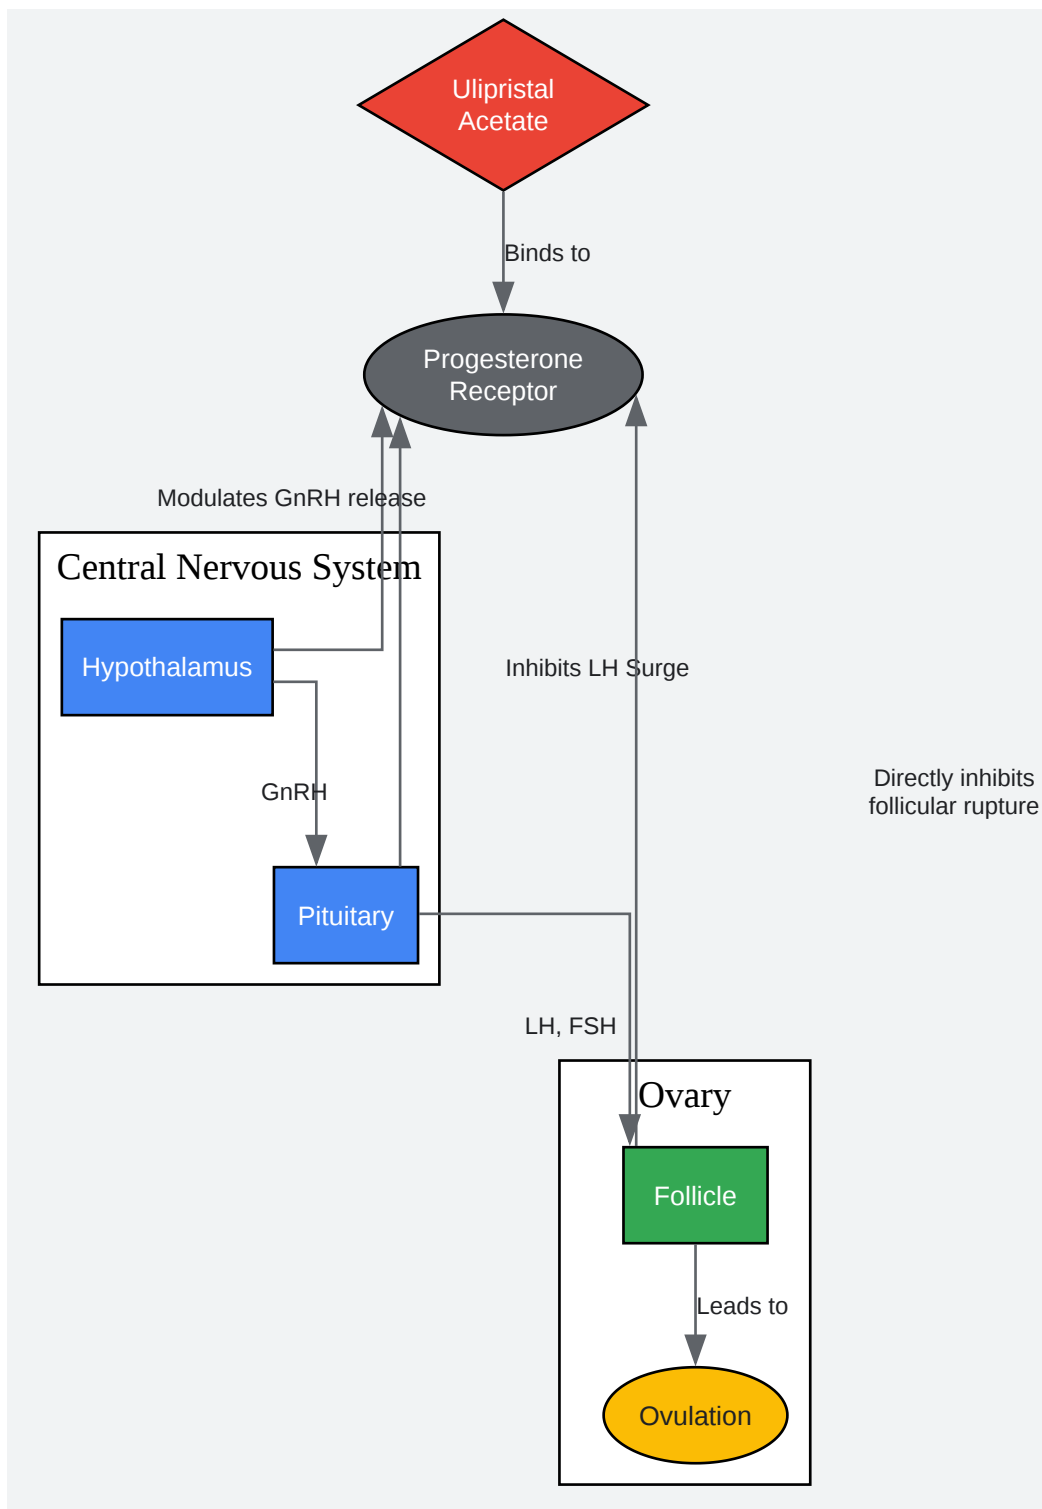 Ulipristal
Acetate
Binds to
Progesterone
Receptor
Modulates GnRH release
Central Nervous System
Hypothalamus
Inhibits LH Surge
GnRH
Directly inhibits
follicular rupture
Pituitary
LH, FSH
Ovary
Follicle
Leads to
Ovulation